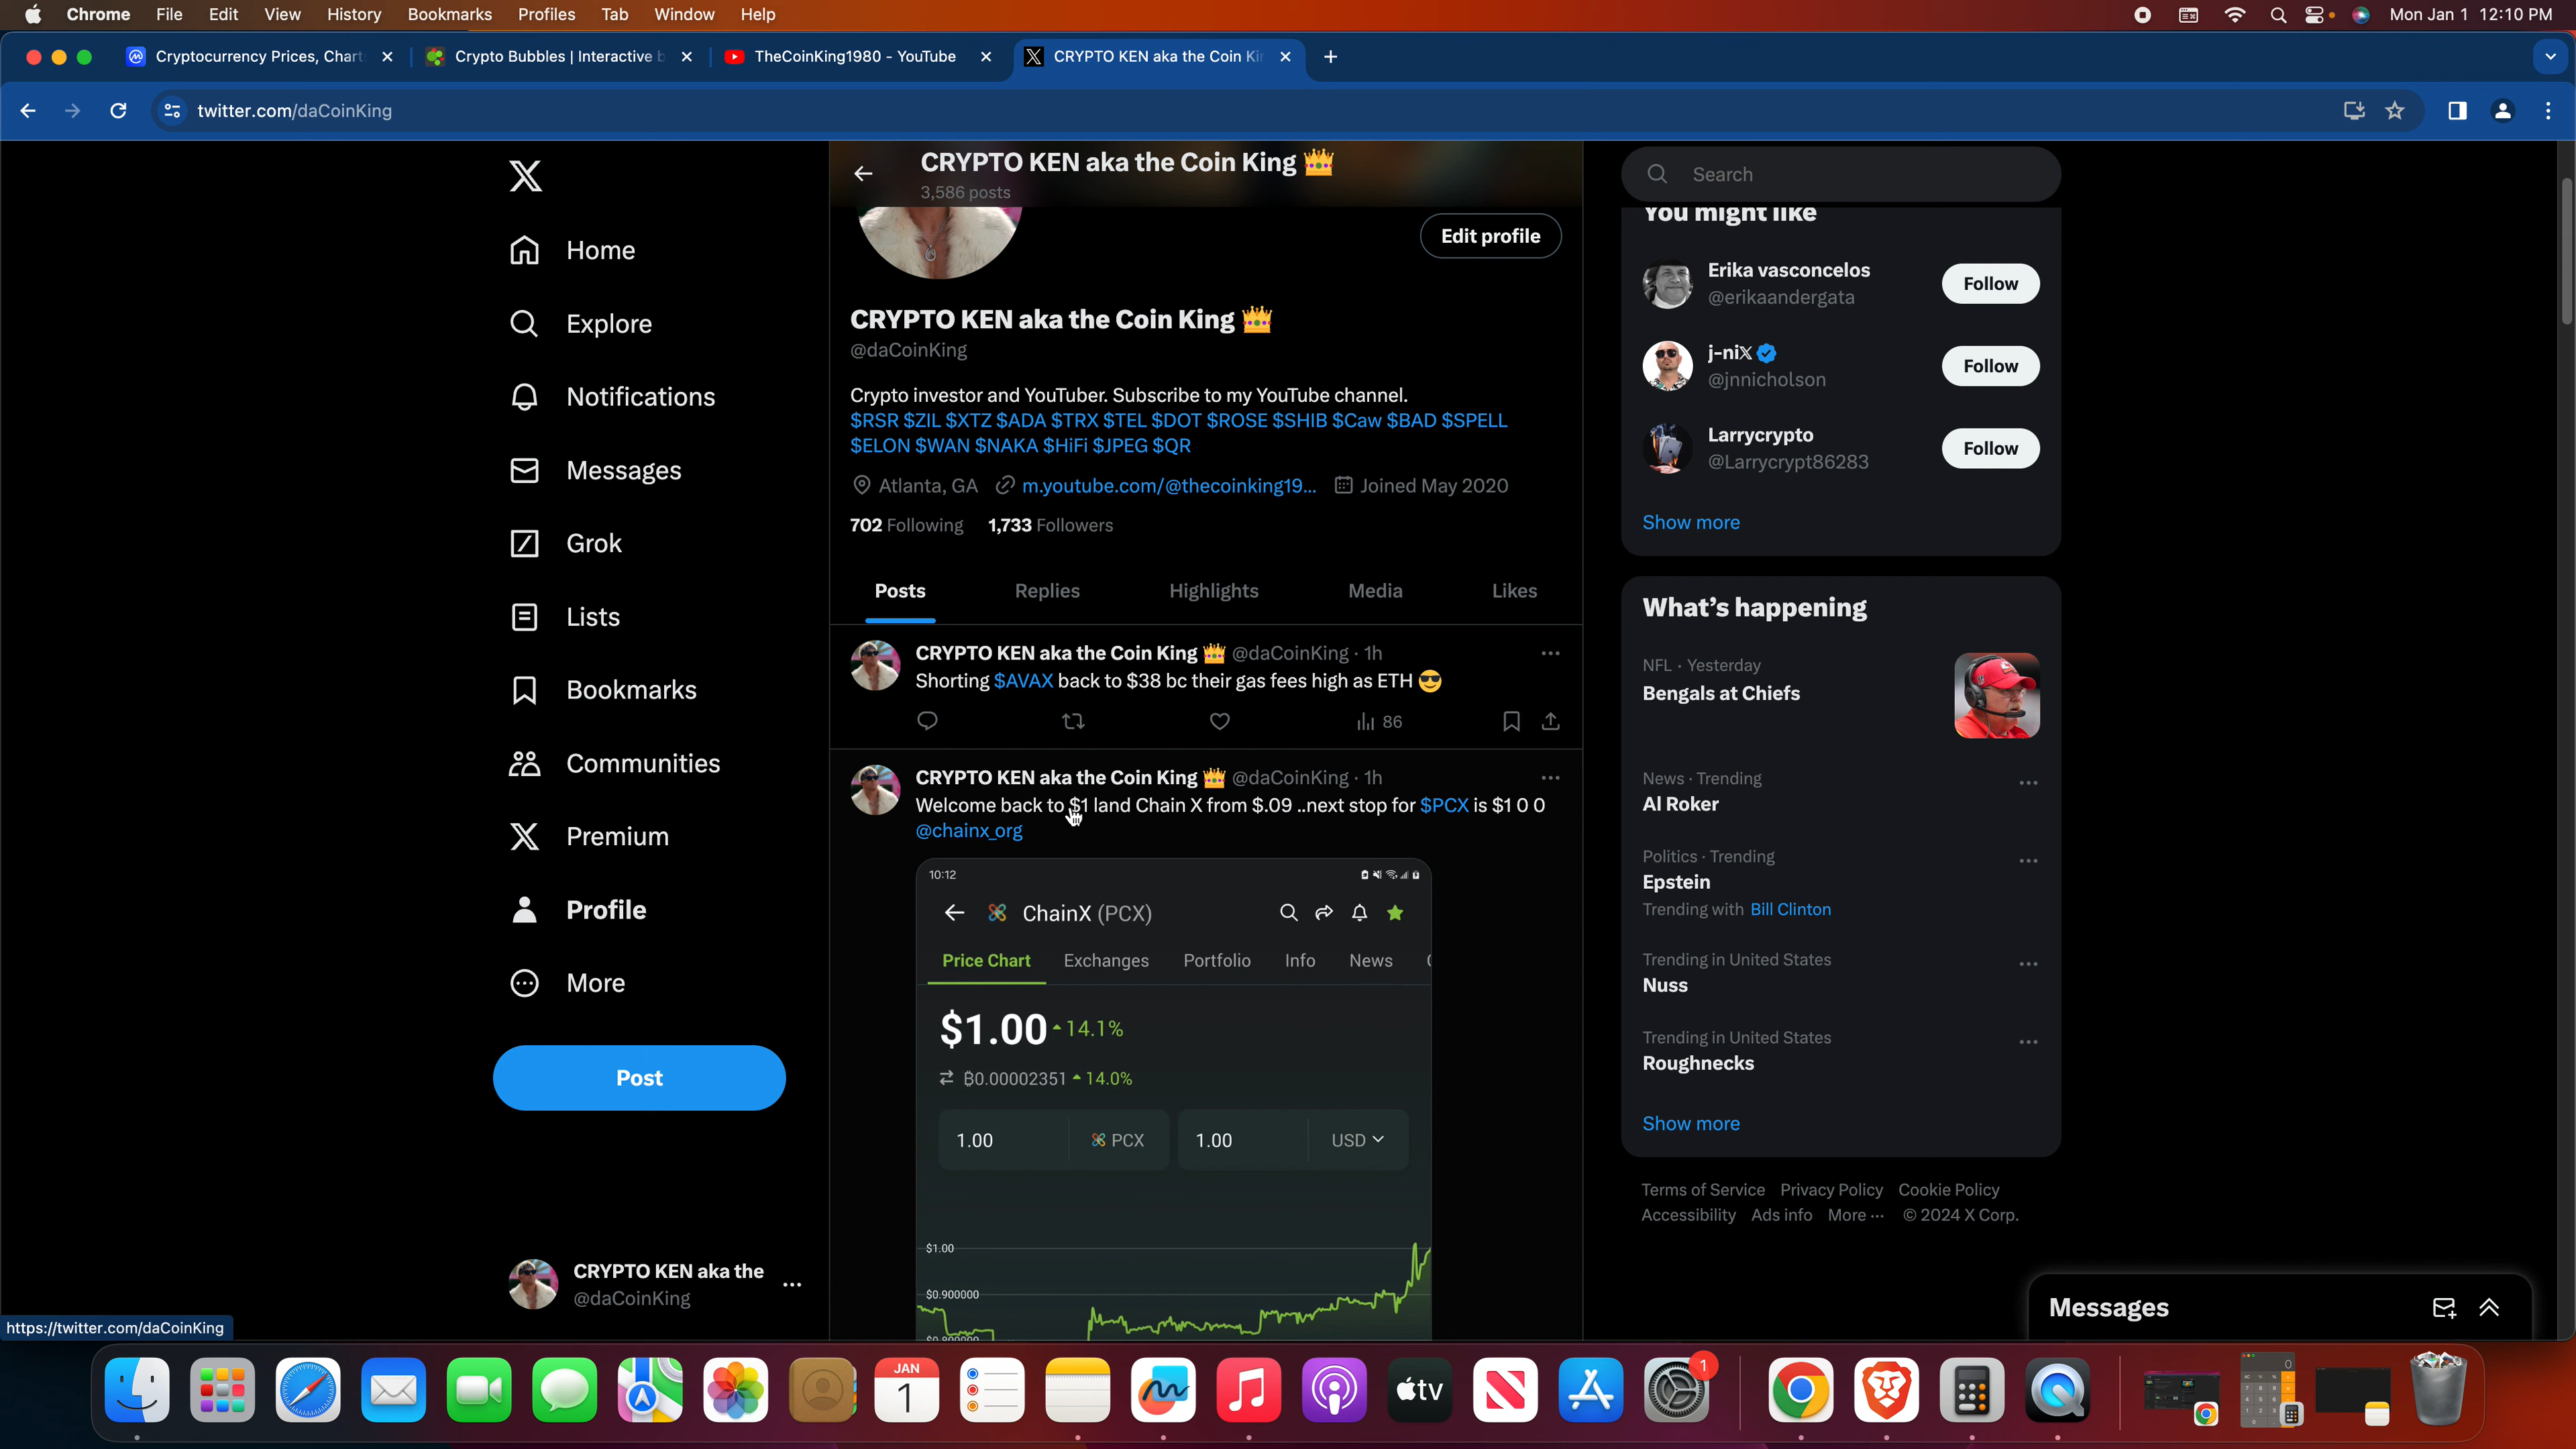 Chrome File Edit View History Bookmarks Profiles Tab Window Help
Mon Jan 1 12:10 PM
Cryptocurrency Prices, Chart
Crypto Bubbles | Interactive b
TheCoinKing1980 - YouTube
CRYPTO KEN aka the Coin Kin
twitter.com/daCoinKing
Home
Explore
Notifications
Messages
Grok
Lists
Bookmarks
Communities
Premium
Profile
More
Post
CRYPTO KEN aka the
@daCoinKing
https://twitter.com/daCoinKing
CRYPTO KEN aka the Coin King 👑
3,586 posts
Edit profile
CRYPTO KEN aka the Coin King 👑
@daCoinKing
Crypto investor and YouTuber. Subscribe to my YouTube channel.
$RSR $ZIL $XTZ $ADA $TRX $TEL $DOT $ROSE $SHIB $Caw $BAD $SPELL
$ELON $WAN $NAKA $HiFi $JPEG $QR
Atlanta, GA m.youtube.com/@thecoinking19... Joined May 2020
702 Following 1,733 Followers
Posts Replies Highlights Media Likes
CRYPTO KEN aka the Coin King 👑 @daCoinKing · 1h
Shorting $AVAX back to $38 bc their gas fees high as ETH 😎
86
CRYPTO KEN aka the Coin King 👑 @daCoinKing · 1h
Welcome back to $1 land Chain X from $.09 ..next stop for $PCX is $1 0 0
@chainx_org
10:12
ChainX (PCX)
Price Chart Exchanges Portfolio Info News
$1.00 14.1%
₿0.00002351 14.0%
1.00 PCX 1.00 USD
$1.00
$0.900000
$0.800000
Search
You might like
Erika vasconcelos
@erikaandergata
Follow
j-ni𝕏
@jnnicholson
Follow
Larrycrypto
@Larrycrypt86283
Follow
Show more
What's happening
NFL · Yesterday
Bengals at Chiefs
News · Trending
Al Roker
Politics · Trending
Epstein
Trending with Bill Clinton
Trending in United States
Nuss
Trending in United States
Roughnecks
Show more
Terms of Service Privacy Policy Cookie Policy
Accessibility Ads info More ··· © 2024 X Corp.
Messages
JAN
1
tv
1